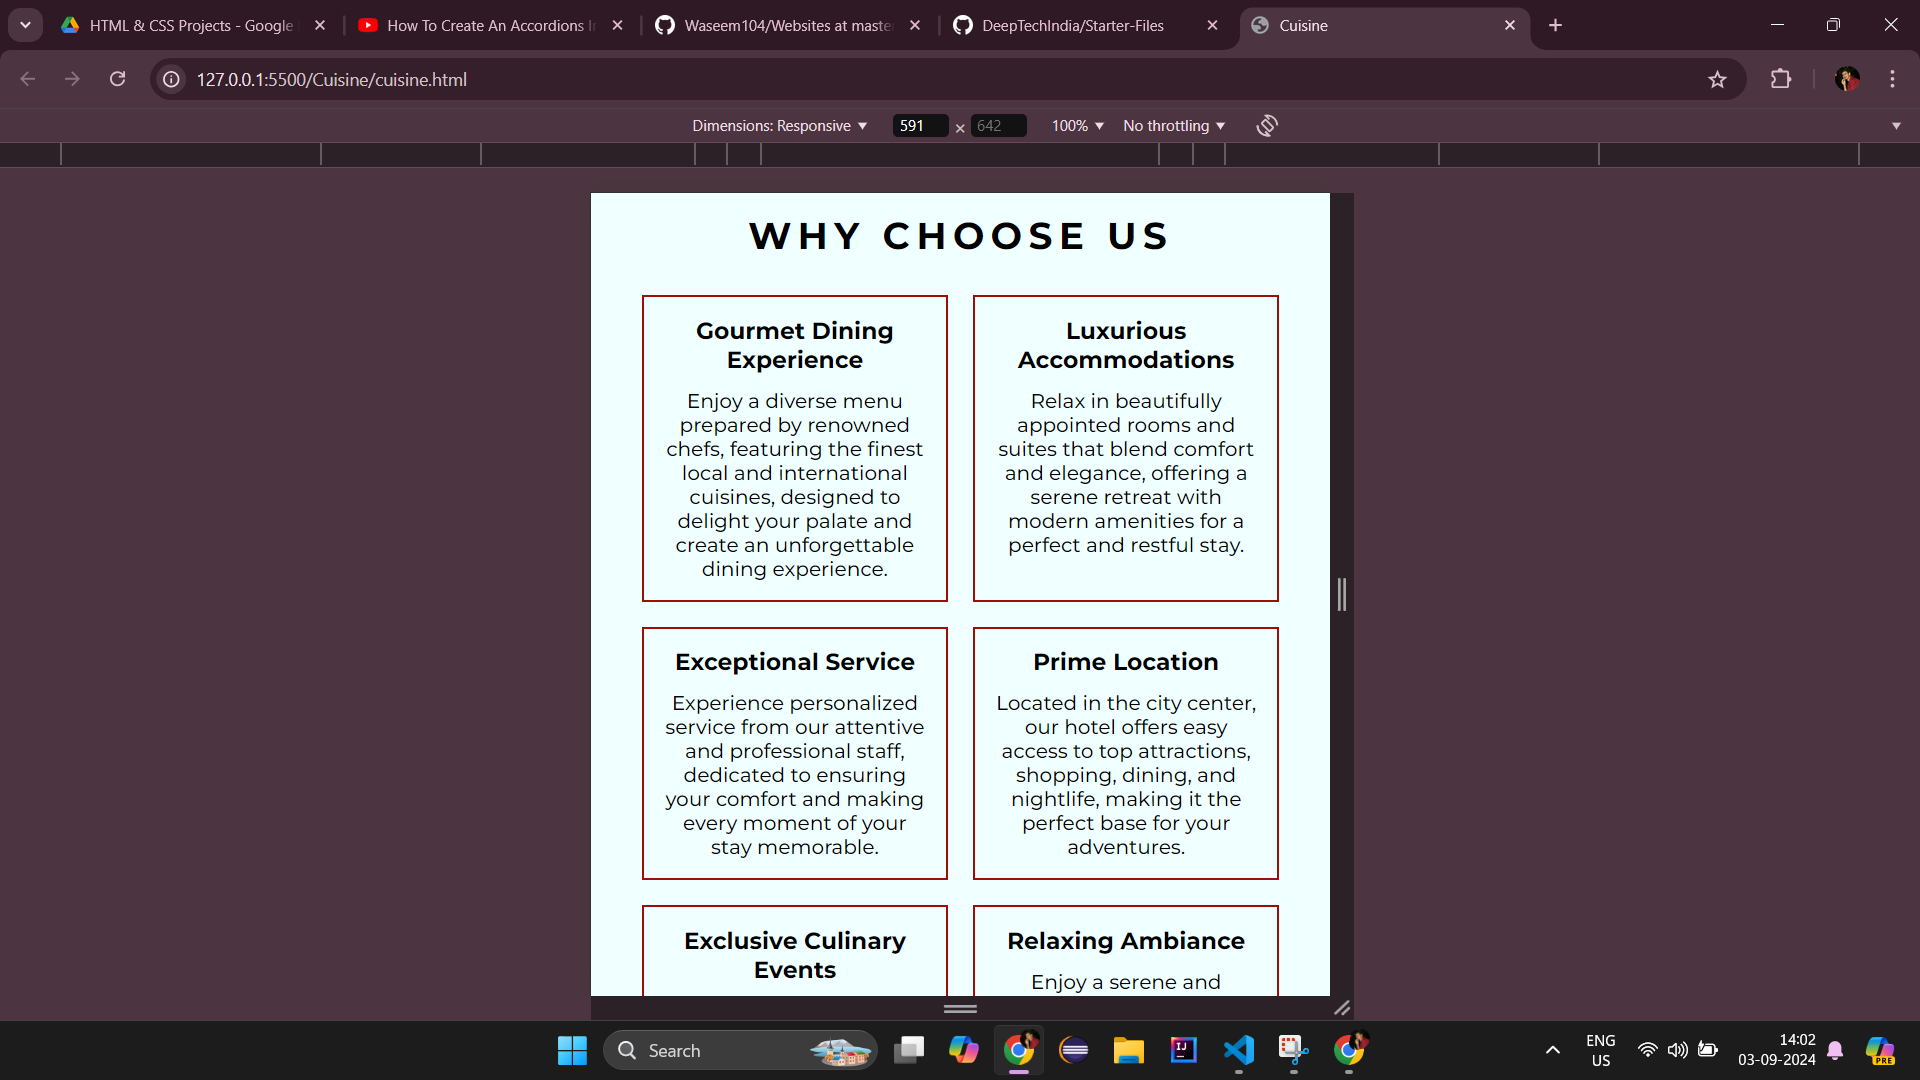 HTML & CSS Projects - Google
How To Create An Accordions I
Waseem104/Websites at maste
DeepTechIndia/Starter-Files
Cuisine
127.0.0.1:5500/Cuisine/cuisine.html
Dimensions: Responsive
591
×
642
100%
No throttling
WHY CHOOSE US
Gourmet Dining
Experience
Enjoy a diverse menu
prepared by renowned
chefs, featuring the finest
local and international
cuisines, designed to
delight your palate and
create an unforgettable
dining experience.
Luxurious
Accommodations
Relax in beautifully
appointed rooms and
suites that blend comfort
and elegance, offering a
serene retreat with
modern amenities for a
perfect and restful stay.
Exceptional Service
Experience personalized
service from our attentive
and professional staff,
dedicated to ensuring
your comfort and making
every moment of your
stay memorable.
Prime Location
Located in the city center,
our hotel offers easy
access to top attractions,
shopping, dining, and
nightlife, making it the
perfect base for your
adventures.
Exclusive Culinary
Events
Relaxing Ambiance
Enjoy a serene and
Search
IJ
ENG
US
14:02
03-09-2024
PRE